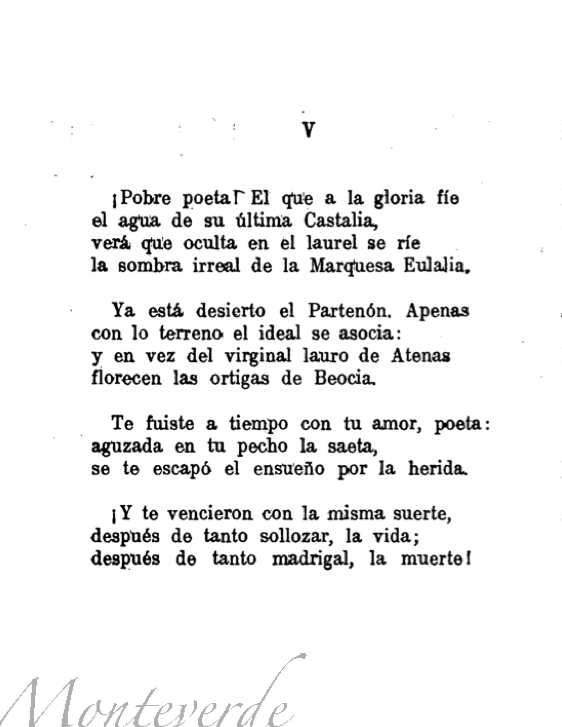 V
¡Pobre poeta! El que a la gloria fíe
el agua de su última Castalia,
verá que oculta en el laurel se ríe
la sombra irreal de la Marquesa Eulalia.
Ya está desierto el Partenón. Apenas
con lo terreno el ideal se asocia:
y en vez del virginal lauro de Atenas
florecen las ortigas de Beocia.
Te fuiste a tiempo con tu amor, poeta:
aguzada en tu pecho la saeta,
se te escapó el ensueño por la herida.
¡Y te vencieron con la misma suerte,
después de tanto sollozar, la vida;
después de tanto madrigal, la muerte!
Monteverde